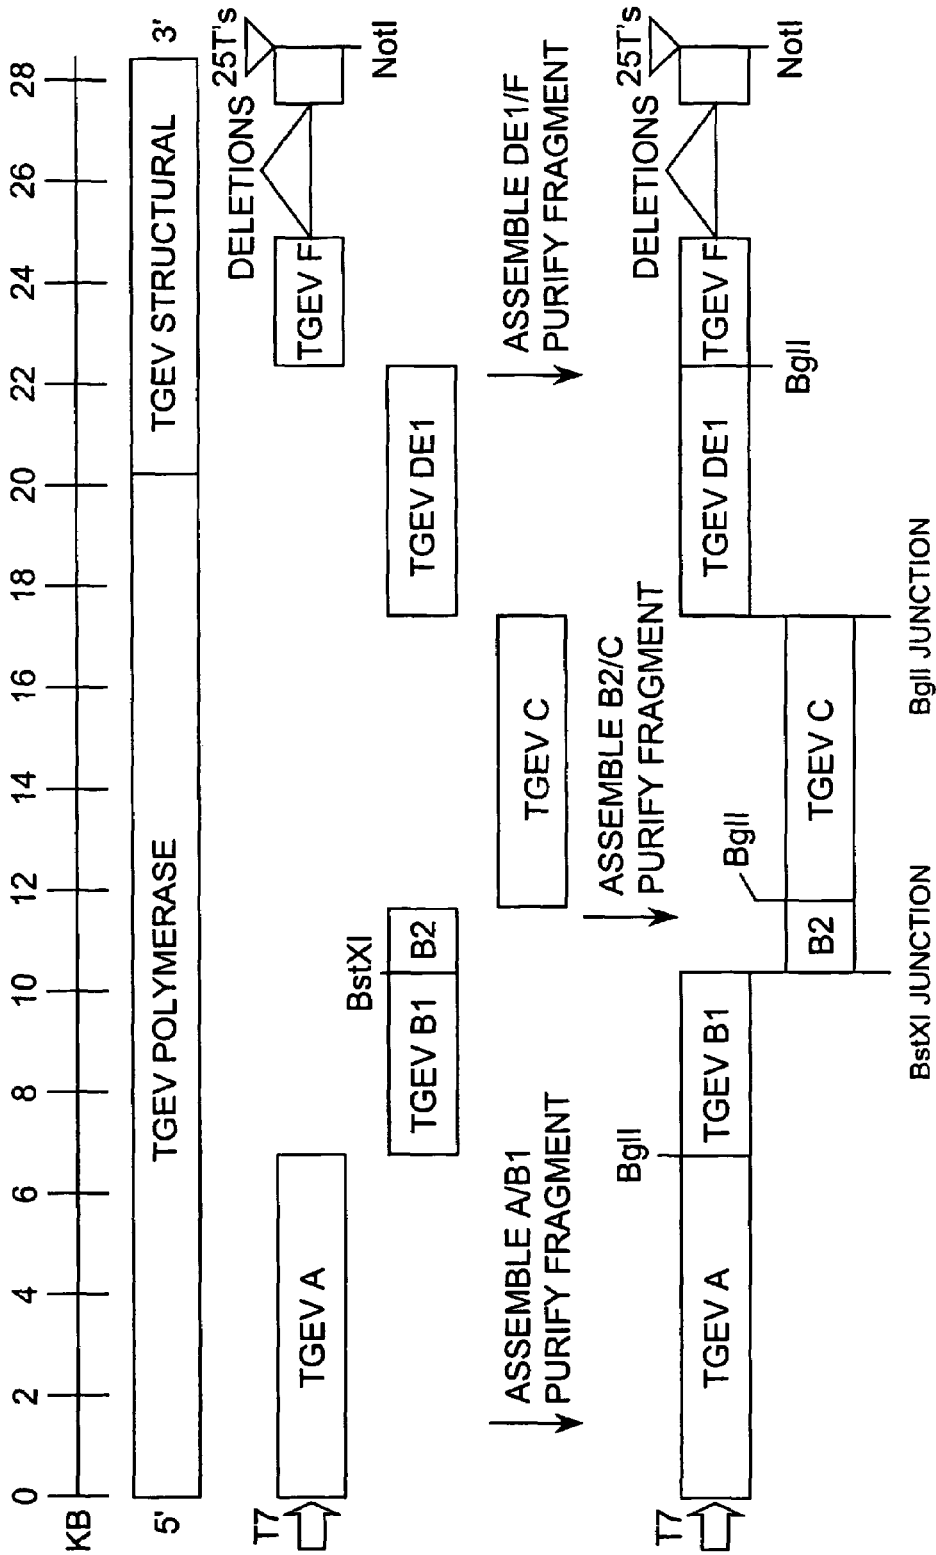 KB
0 2 4 6 8 10 12 14 16 18 20 22 24 26 28
5'
TGEV POLYMERASE
TGEV STRUCTURAL
3'
T7
TGEV A
TGEV F
DELETIONS
25T's
NotI
BstXI
TGEV B1
B2
TGEV DE1
TGEV C
ASSEMBLE A/B1
PURIFY FRAGMENT
ASSEMBLE B2/C
PURIFY FRAGMENT
ASSEMBLE DE1/F
PURIFY FRAGMENT
T7
TGEV A
BglI
TGEV B1
TGEV DE1
TGEV F
BglI
DELETIONS
25T's
NotI
B2
BglI
TGEV C
BstXI JUNCTION
BglI JUNCTION